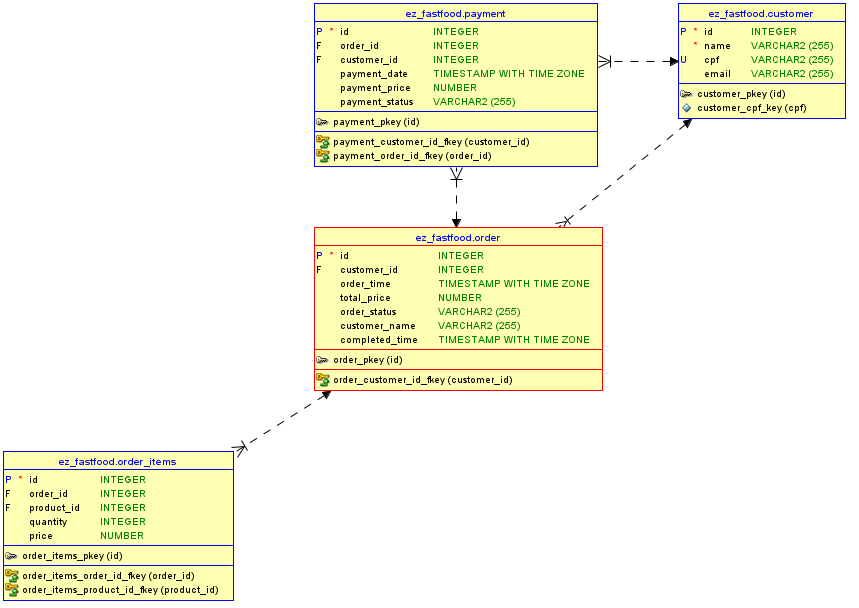 ez_fastfood.payment
P * id INTEGER
F order_id INTEGER
F customer_id INTEGER
payment_date TIMESTAMP WITH TIME ZONE
payment_price NUMBER
payment_status VARCHAR2 (255)
payment_pkey (id)
payment_customer_id_fkey (customer_id)
payment_order_id_fkey (order_id)
ez_fastfood.customer
P * id INTEGER
* name VARCHAR2 (255)
U cpf VARCHAR2 (255)
email VARCHAR2 (255)
customer_pkey (id)
customer_cpf_key (cpf)
ez_fastfood.order
P * id INTEGER
F customer_id INTEGER
order_time TIMESTAMP WITH TIME ZONE
total_price NUMBER
order_status VARCHAR2 (255)
customer_name VARCHAR2 (255)
completed_time TIMESTAMP WITH TIME ZONE
order_pkey (id)
order_customer_id_fkey (customer_id)
ez_fastfood.order_items
P * id INTEGER
F order_id INTEGER
F product_id INTEGER
quantity INTEGER
price NUMBER
order_items_pkey (id)
order_items_order_id_fkey (order_id)
order_items_product_id_fkey (product_id)